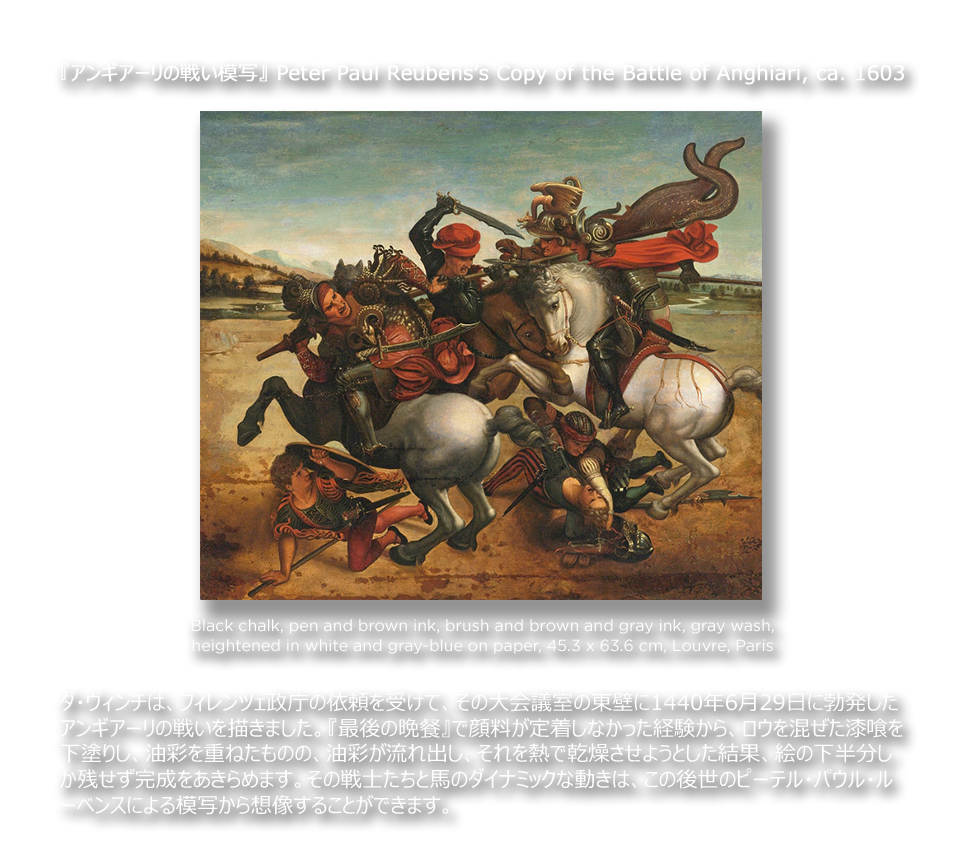 『アンギアーリの戦い模写』 Peter Paul Reubens's Copy of the Battle of Anghiari, ca. 1603
Black chalk, pen and brown ink, brush and brown and gray ink, gray wash,
heightened in white and gray-blue on paper, 45.3 x 63.6 cm, Louvre, Paris
ダ・ヴィンチは、フィレンツェ政庁の依頼を受けて、その大会議室の東壁に1440年6月29日に勃発した
アンギアーリの戦いを描きました。『最後の晩餐』で顔料が定着しなかった経験から、ロウを混ぜた漆喰を
下塗りし、油彩を重ねたものの、油彩が流れ出し、それを熱で乾燥させようとした結果、絵の下半分し
か残せず完成をあきらめます。その戦士たちと馬のダイナミックな動きは、この後世のピーテル・パウル・ル
ーベンスによる模写から想像することができます。